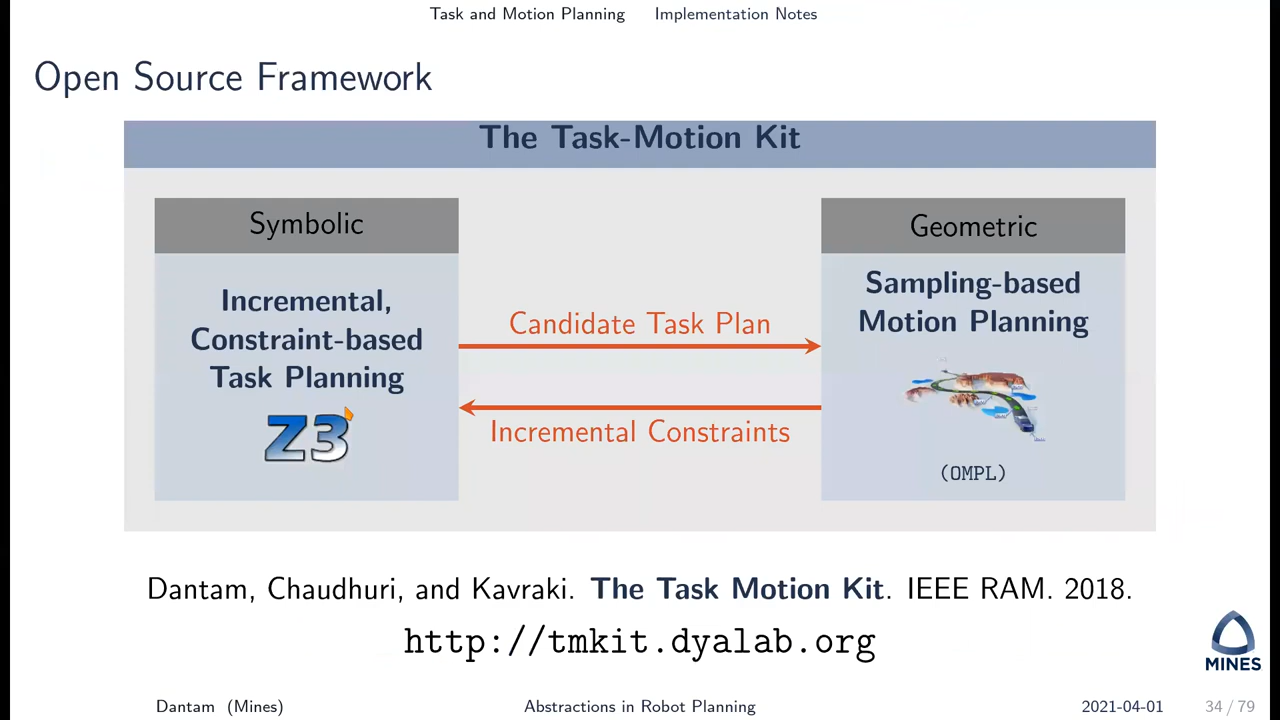 Task and Motion Planning Implementation Notes
Open Source Framework
The Task-Motion Kit
Symbolic
Incremental,
Constraint-based
Task Planning
Z3
Candidate Task Plan
Incremental Constraints
Geometric
Sampling-based
Motion Planning
(OMPL)
Dantam, Chaudhuri, and Kavraki. The Task Motion Kit. IEEE RAM. 2018.
http://tmkit.dyalab.org
MINES
Dantam (Mines) Abstractions in Robot Planning 2021-04-01 34 / 79